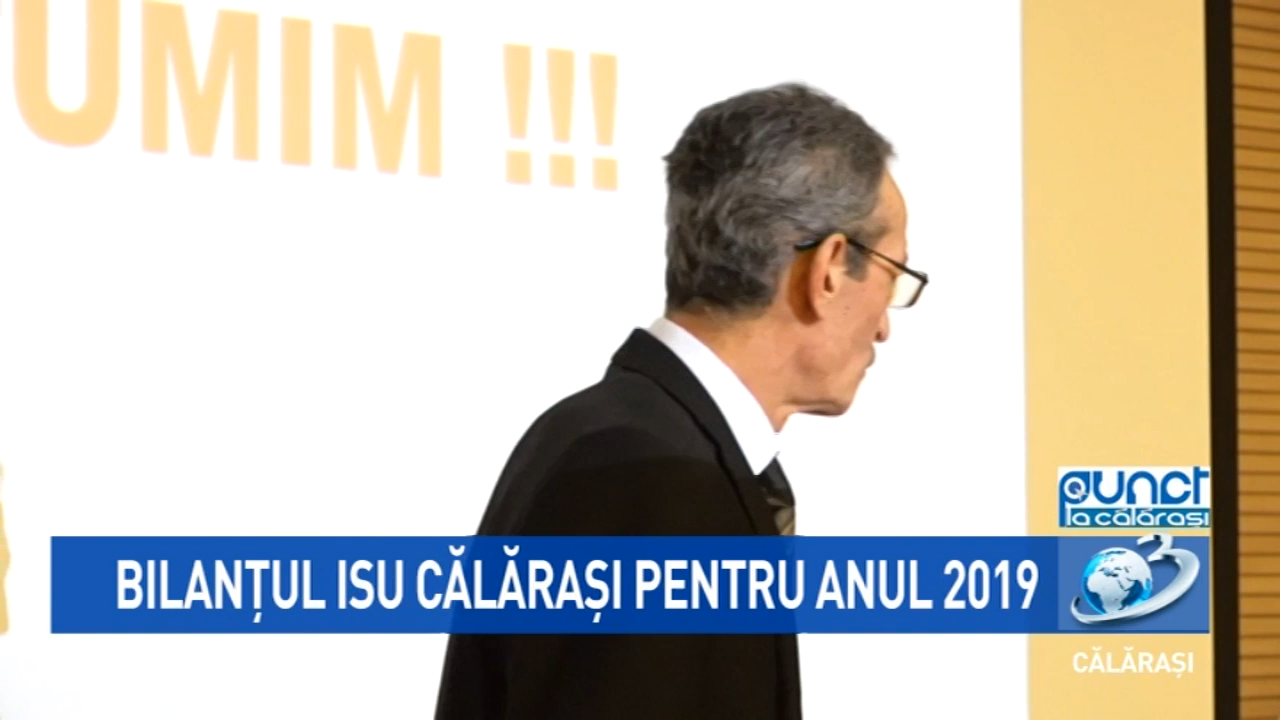 UMIM !!!
punct
la călărași
BILANȚUL ISU CĂLĂRAȘI PENTRU ANUL 2019
3
CĂLĂRAȘI